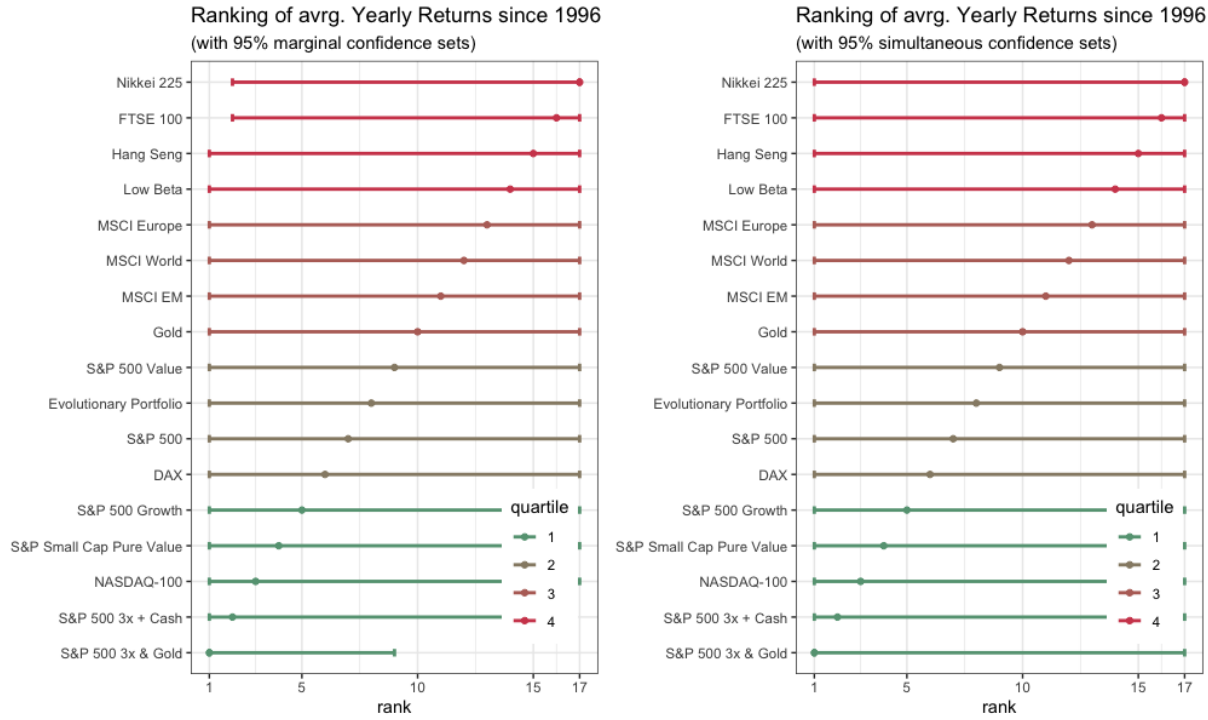 Ranking of avrg. Yearly Returns since 1996
(with 95% marginal confidence sets)
Nikkei 225
FTSE 100
Hang Seng
Low Beta
MSCI Europe
MSCI World
MSCI EM
Gold
S&P 500 Value
Evolutionary Portfolio
S&P 500
DAX
S&P 500 Growth
S&P Small Cap Pure Value
NASDAQ-100
S&P 500 3x + Cash
S&P 500 3x & Gold
quartile
1
2
3
4
1 5 10 15 17
rank
Ranking of avrg. Yearly Returns since 1996
(with 95% simultaneous confidence sets)
Nikkei 225
FTSE 100
Hang Seng
Low Beta
MSCI Europe
MSCI World
MSCI EM
Gold
S&P 500 Value
Evolutionary Portfolio
S&P 500
DAX
S&P 500 Growth
S&P Small Cap Pure Value
NASDAQ-100
S&P 500 3x + Cash
S&P 500 3x & Gold
quartile
1
2
3
4
1 5 10 15 17
rank